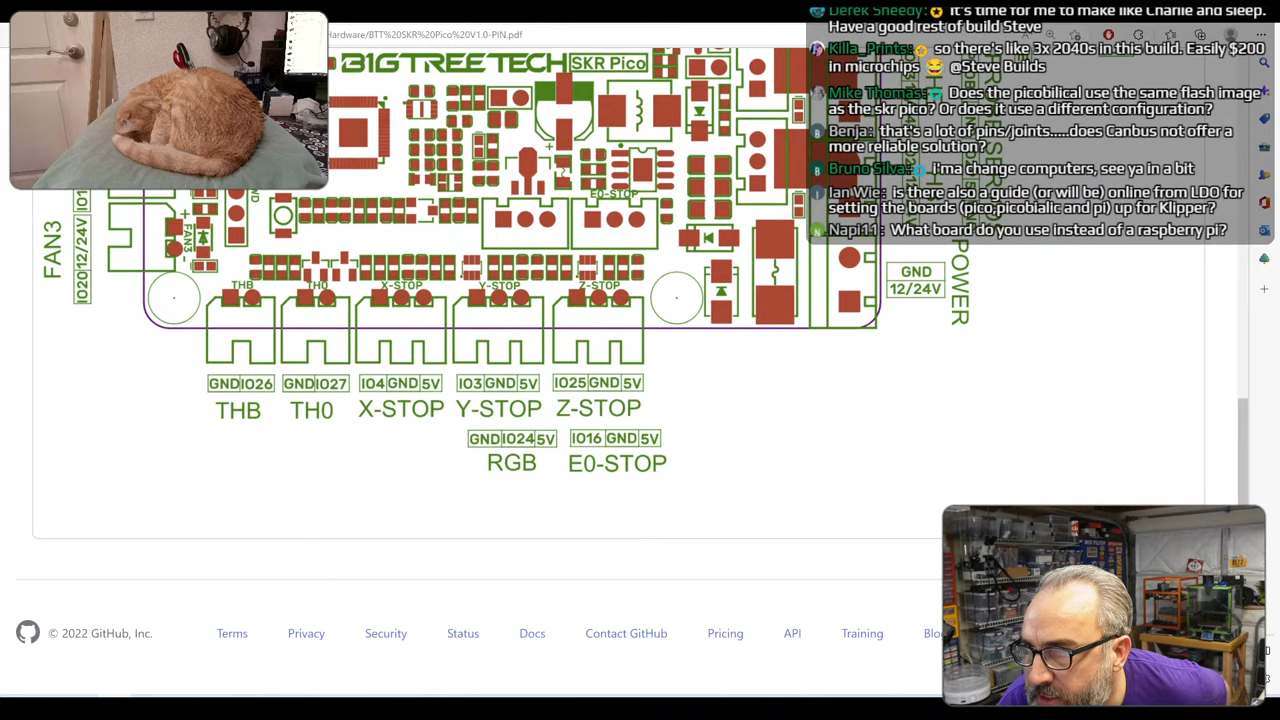 Derek Sheedy: It's time for me to make like Charlie and sleep.
Have a good rest of build Steve
Killa_Prints: so there's like 3x 2040s in this build. Easily $200
in microchips 😂 @Steve Builds
Mike Thomas: Does the picobilical use the same flash image
as the skr pico? Or does it use a different configuration?
Benja: that's a lot of pins/joints.....does Canbus not offer a
more reliable solution?
Bruno Silva: I'ma change computers, see ya in a bit
Jan Wie: is there also a guide (or will be) online from LDO for
setting the boards (pico,picobialic and pi) up for Klipper?
Napi11: What board do you use instead of a raspberry pi?
Hardware/BTT%20SKR%20Pico%20V1.0-PIN.pdf
BIGTREETECH
SKR Pico
E0-STOP
FAN3
IO20 12/24V
FAN3
+
-
THB
TH0
X-STOP
Y-STOP
Z-STOP
GND
12/24V
POWER
GND IO26
GND IO27
IO4 GND 5V
IO3 GND 5V
IO25 GND 5V
THB
TH0
X-STOP
Y-STOP
Z-STOP
GND IO24 5V
IO16 GND 5V
RGB
E0-STOP
© 2022 GitHub, Inc.
Terms
Privacy
Security
Status
Docs
Contact GitHub
Pricing
API
Training